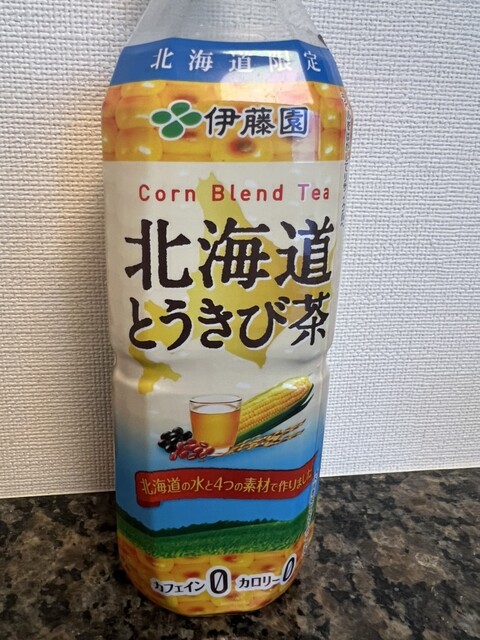 北海道限定
伊藤園
Corn Blend Tea
北海道
とうきび茶
北海道の水と4つの素材で作りました
カフェイン0 カロリー0